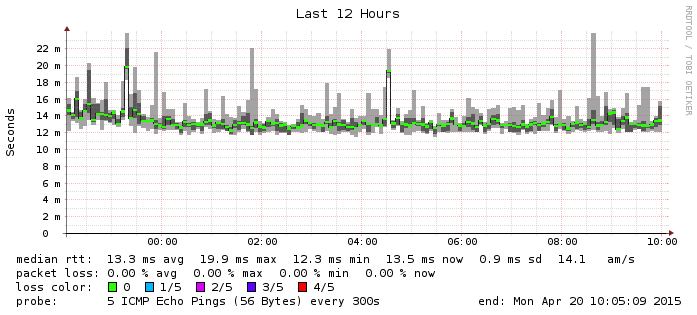 Last 12 Hours
RRDTOOL / TOBI OETIKER
Seconds
22 m
20 m
18 m
16 m
14 m
12 m
10 m
8 m
6 m
4 m
2 m
0
00:00 02:00 04:00 06:00 08:00 10:00
median rtt: 13.3 ms avg 19.9 ms max 12.3 ms min 13.5 ms now 0.9 ms sd 14.1 am/s
packet loss: 0.00 % avg 0.00 % max 0.00 % min 0.00 % now
loss color: 0 1/5 2/5 3/5 4/5
probe: 5 ICMP Echo Pings (56 Bytes) every 300s end: Mon Apr 20 10:05:09 2015